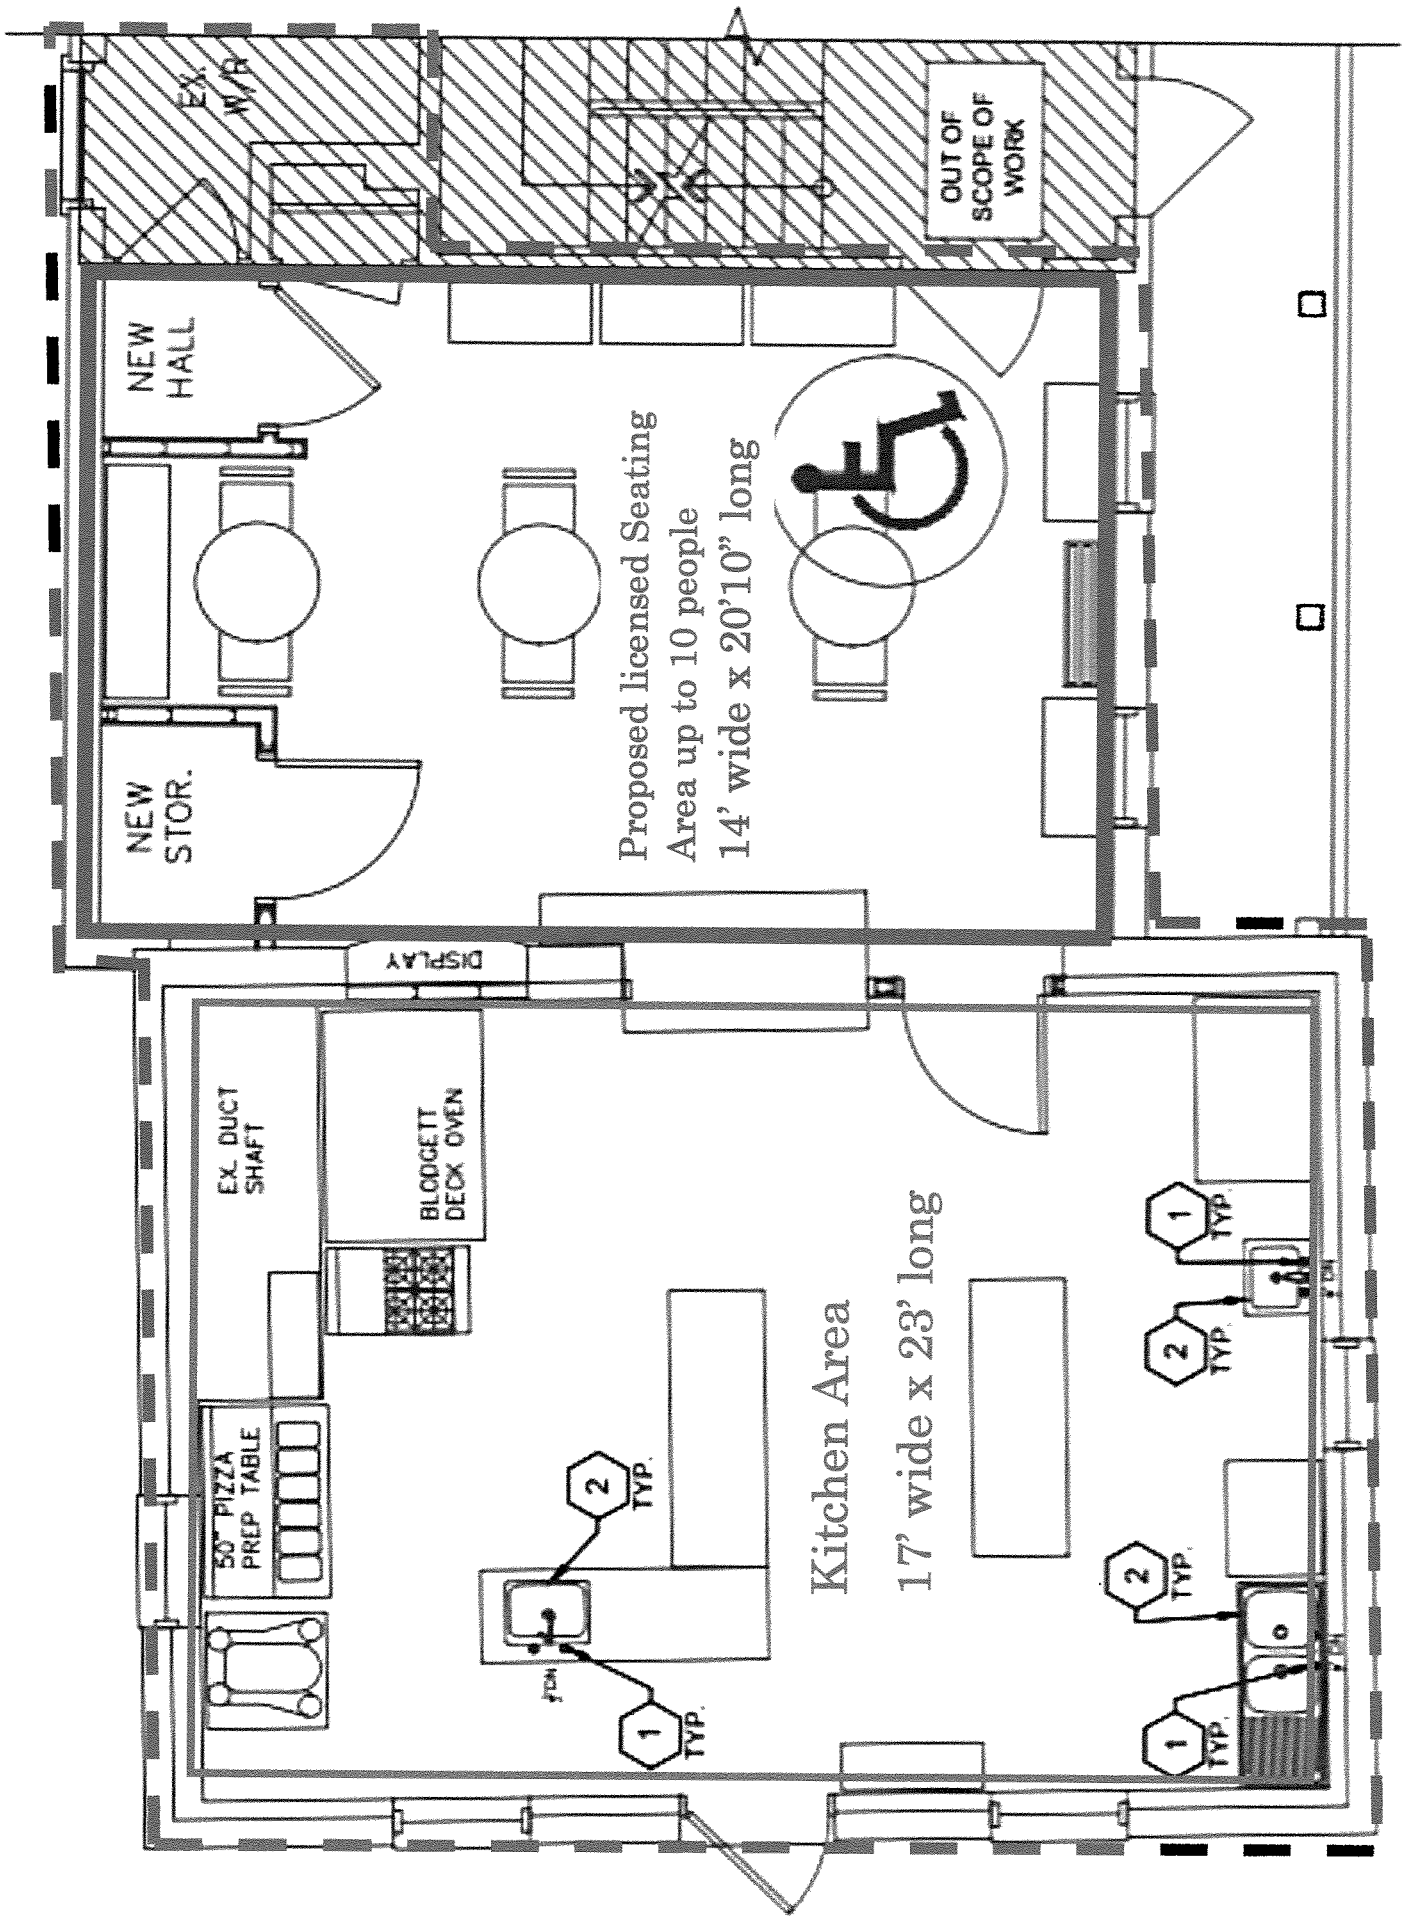 EX.
W/R
OUT OF
SCOPE OF
WORK
NEW
HALL
Proposed licensed Seating
Area up to 10 people
14' wide x 20'10" long
NEW
STOR.
DISPLAY
EX. DUCT
SHAFT
BLODGETT
DECK OVEN
50" PIZZA
PREP TABLE
Kitchen Area
17' wide x 23' long
1
TYP.
2
TYP.
2
TYP.
1
TYP.
2
TYP.
1
TYP.
DN